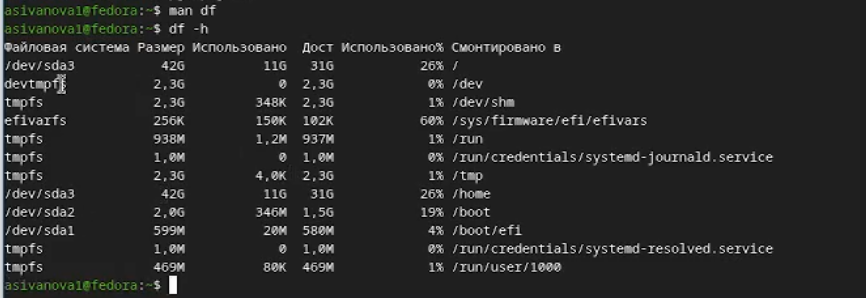 asivanova1@fedora:~$ man df
asivanova1@fedora:~$ df -h
Файловая система Размер Использовано Дост Использовано% Смонтировано в
/dev/sda3 42G 11G 31G 26% /
devtmpfs 2,3G 0 2,3G 0% /dev
tmpfs 2,3G 348K 2,3G 1% /dev/shm
efivarfs 256K 150K 102K 60% /sys/firmware/efi/efivars
tmpfs 938M 1,2M 937M 1% /run
tmpfs 1,0M 0 1,0M 0% /run/credentials/systemd-journald.service
tmpfs 2,3G 4,0K 2,3G 1% /tmp
/dev/sda3 42G 11G 31G 26% /home
/dev/sda2 2,0G 346M 1,5G 19% /boot
/dev/sda1 599M 20M 580M 4% /boot/efi
tmpfs 1,0M 0 1,0M 0% /run/credentials/systemd-resolved.service
tmpfs 469M 80K 469M 1% /run/user/1000
asivanova1@fedora:~$